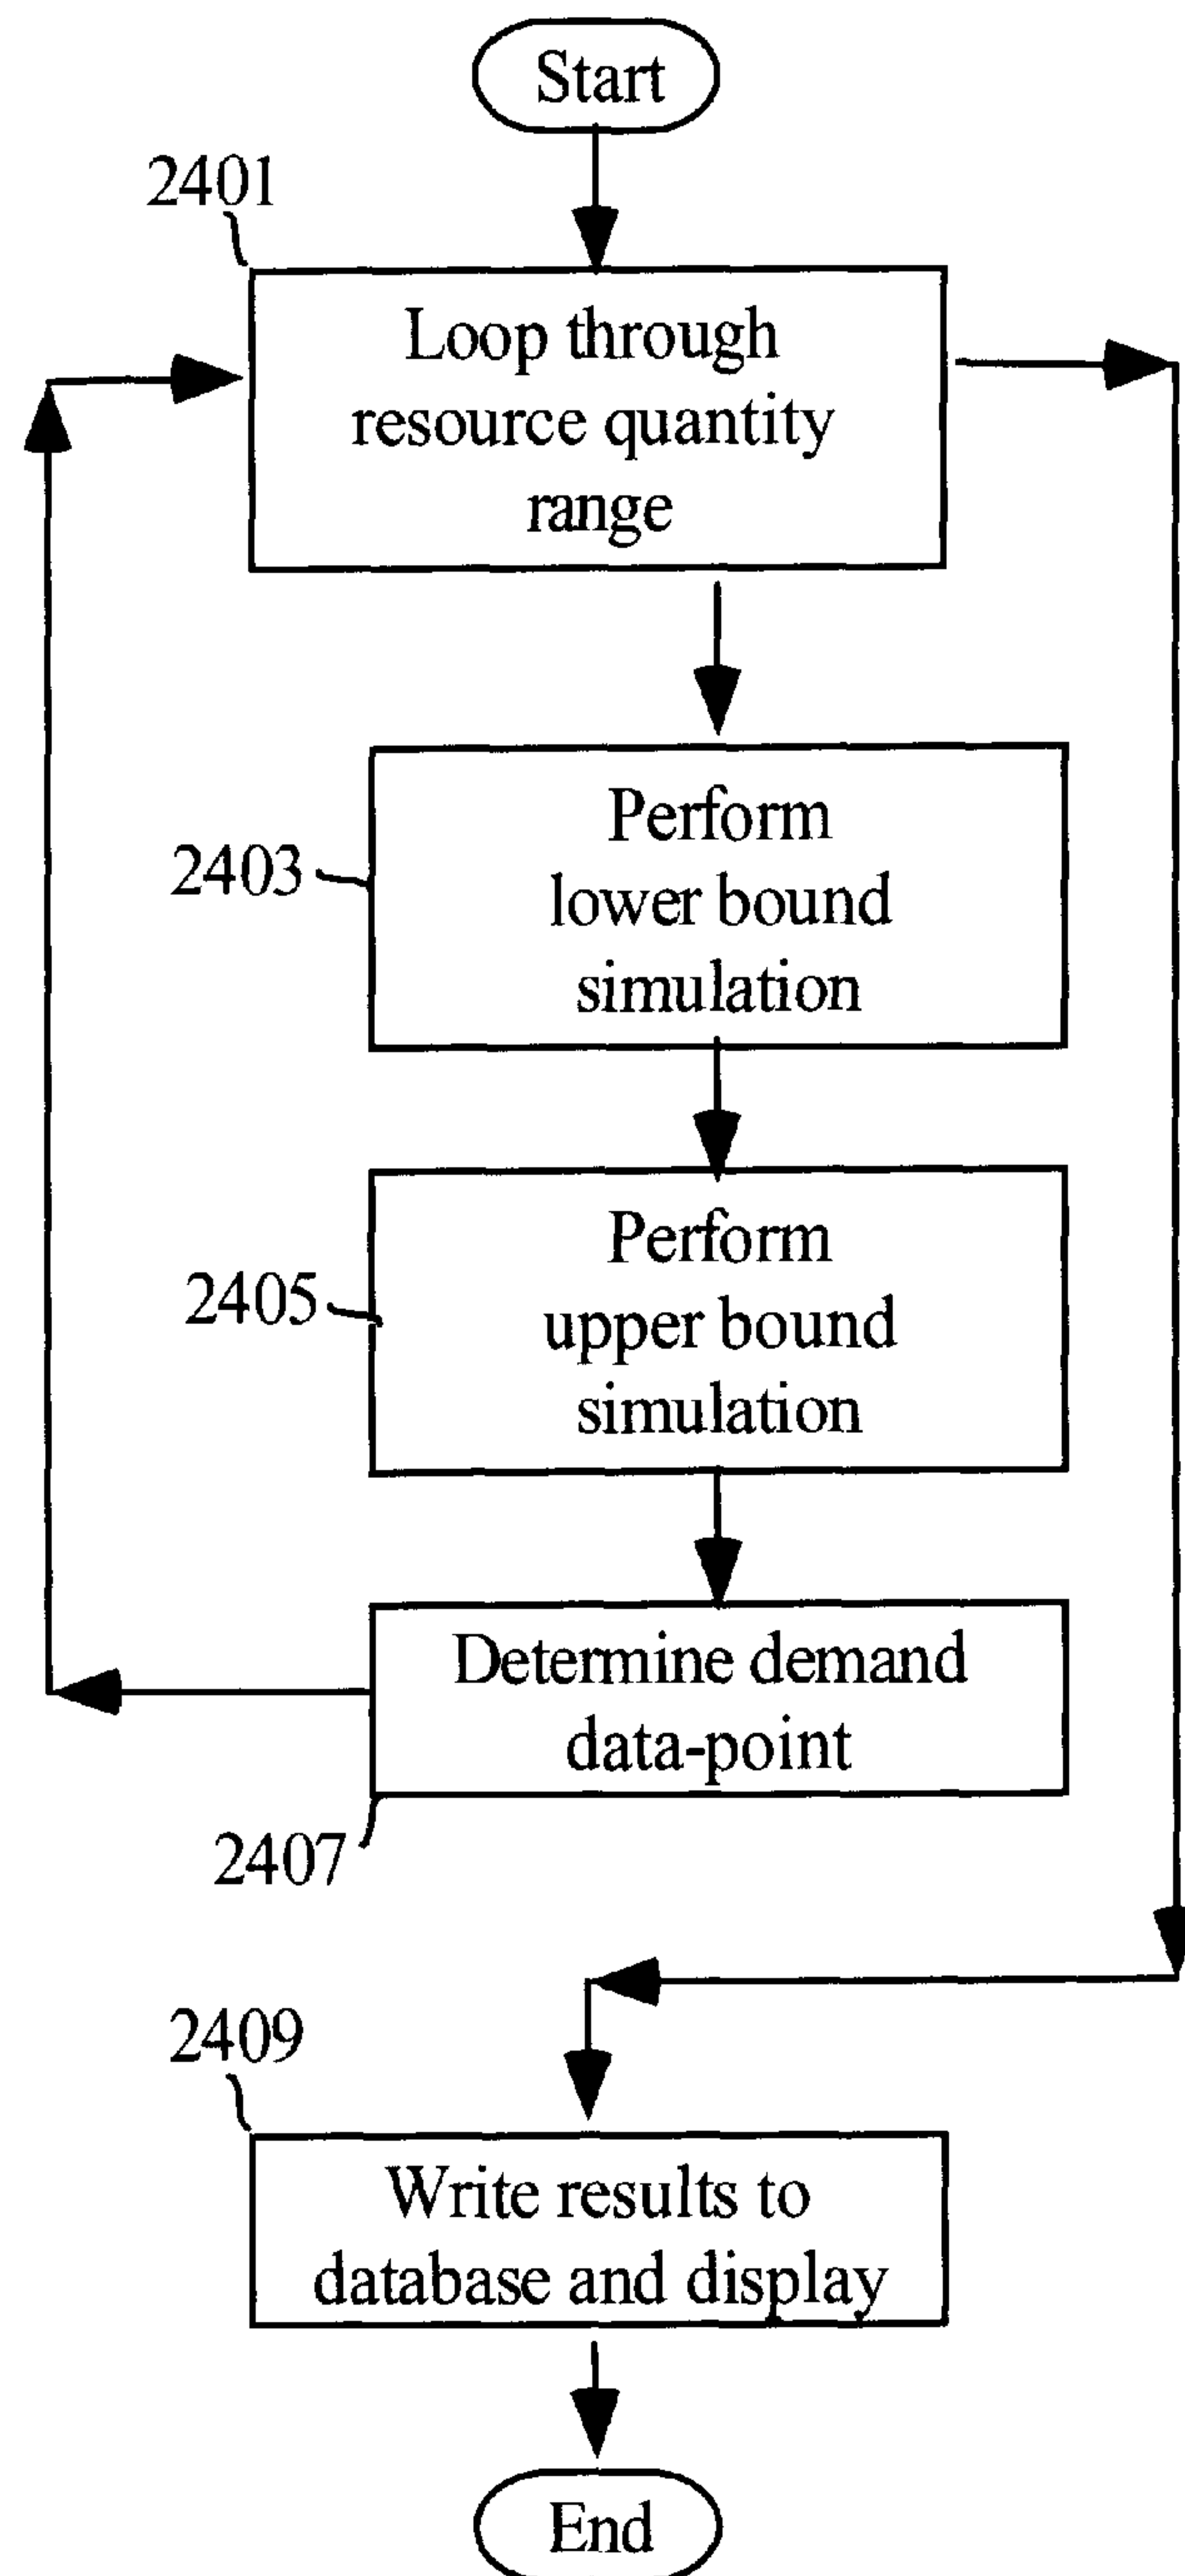 Start
2401
Loop through
resource quantity
range
Perform
2403
lower bound
simulation
Perform
2405
upper bound
simulation
Determine demand
data-point
2407
2409
Write results to
database and display
End